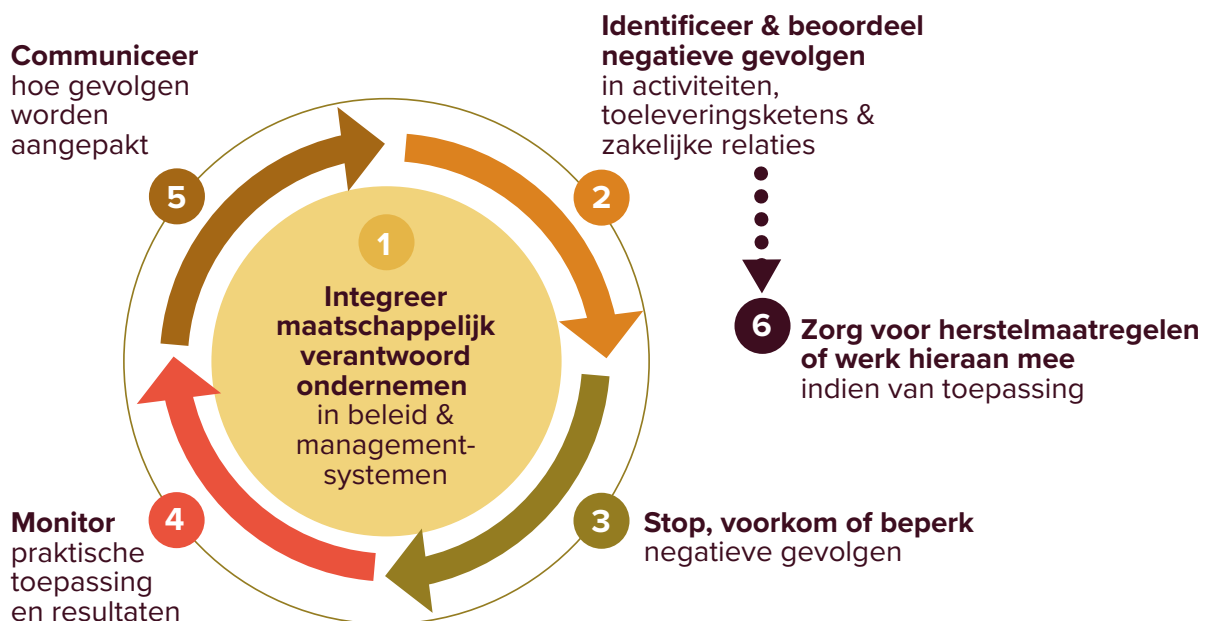 1
Integreer
maatschappelijk
verantwoord
ondernemen
in beleid &
management-
systemen
2
Identificeer & beoordeel
negatieve gevolgen
in activiteiten,
toeleveringsketens &
zakelijke relaties
3
Stop, voorkom of beperk
negatieve gevolgen
4
Monitor
praktische
toepassing
en resultaten
5
Communiceer
hoe gevolgen
worden
aangepakt
6
Zorg voor herstelmaatregelen
of werk hieraan mee
indien van toepassing